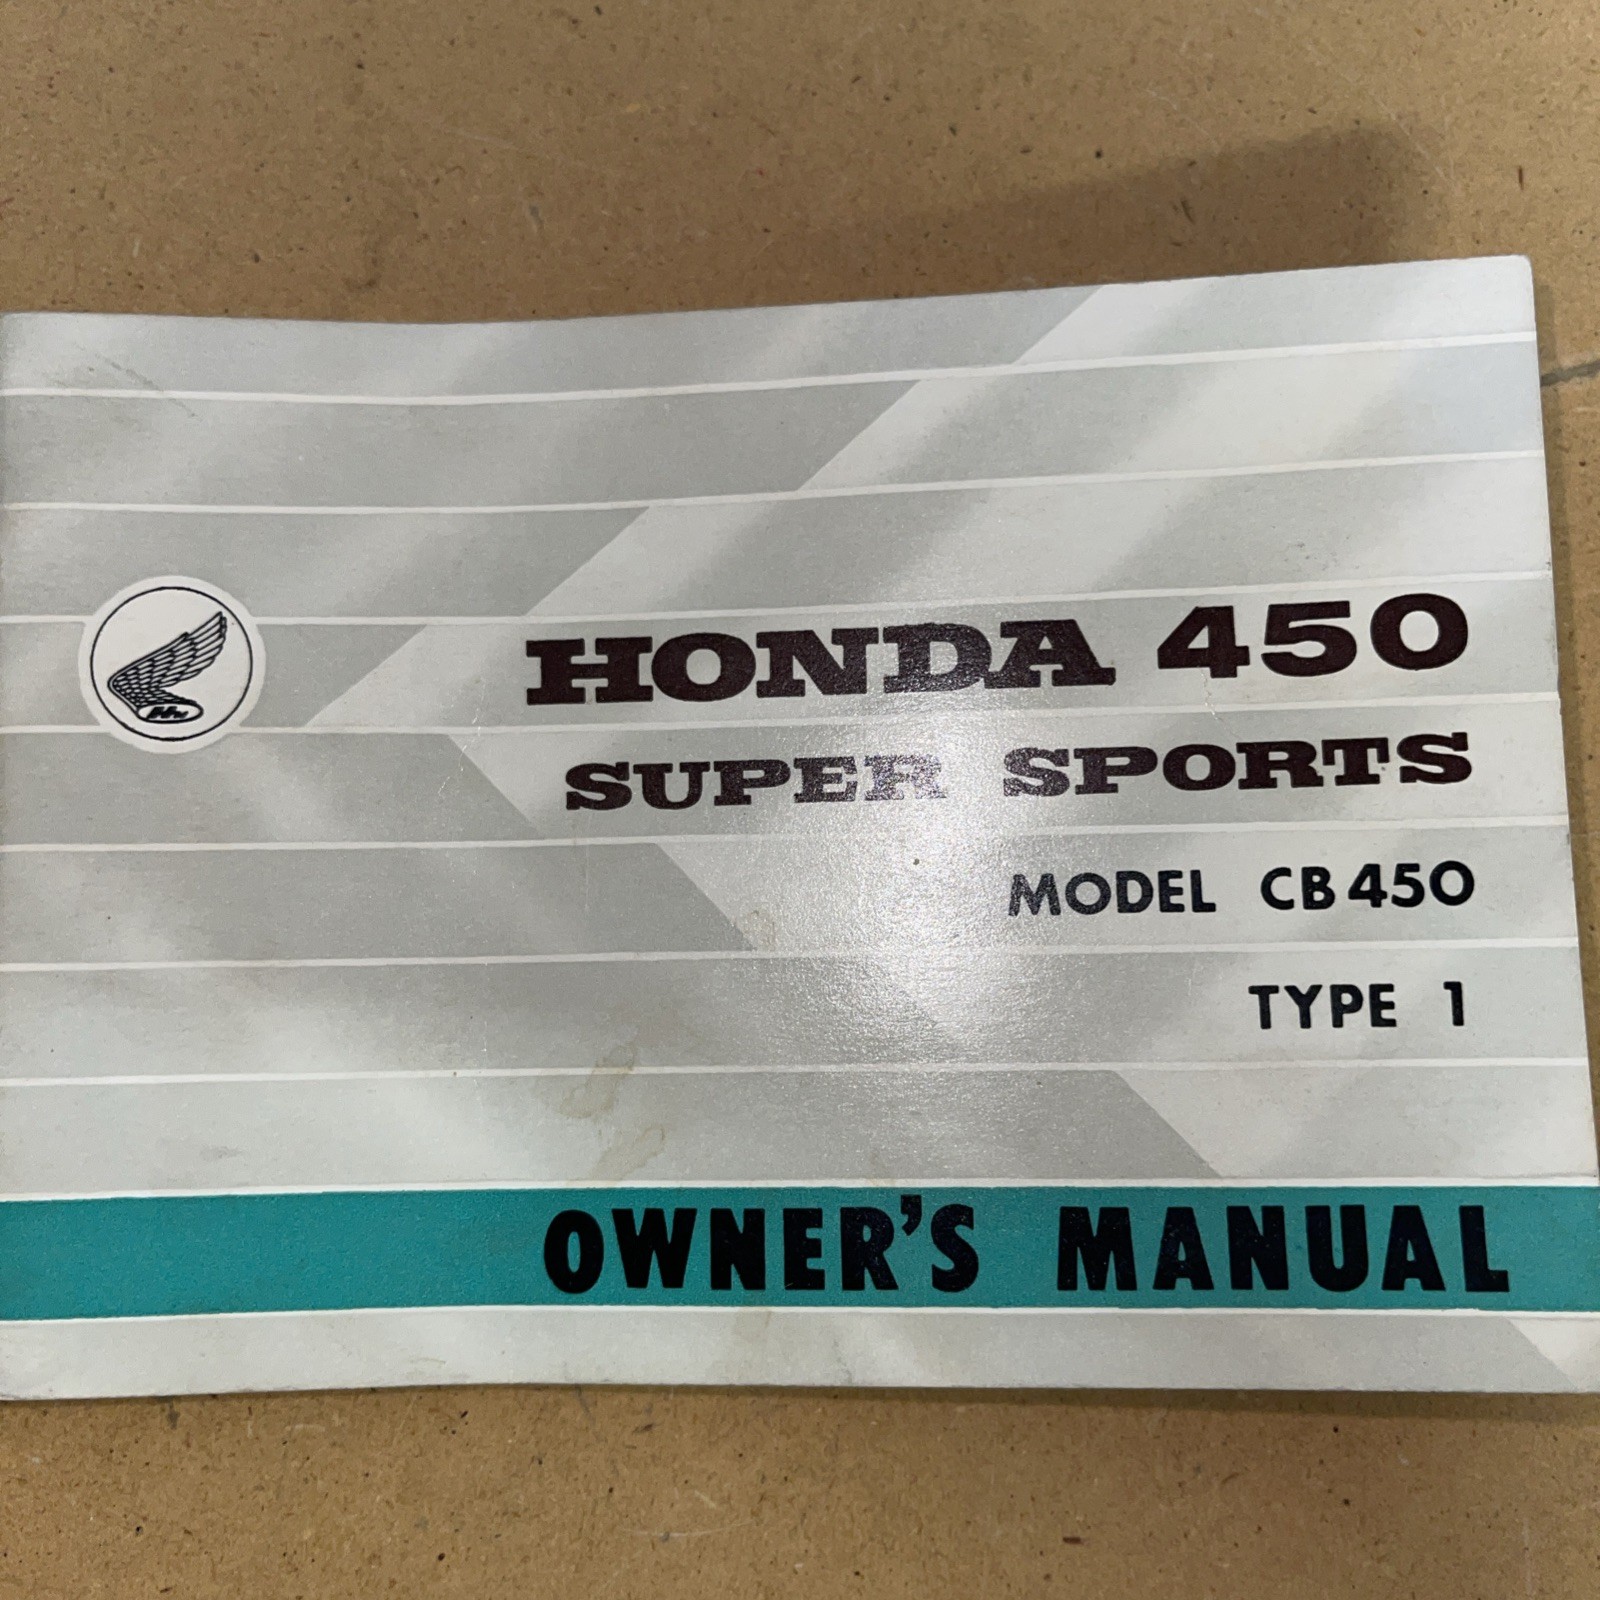 HONDA 450
SUPER SPORTS
MODEL CB450
TYPE 1
OWNER'S MANUAL